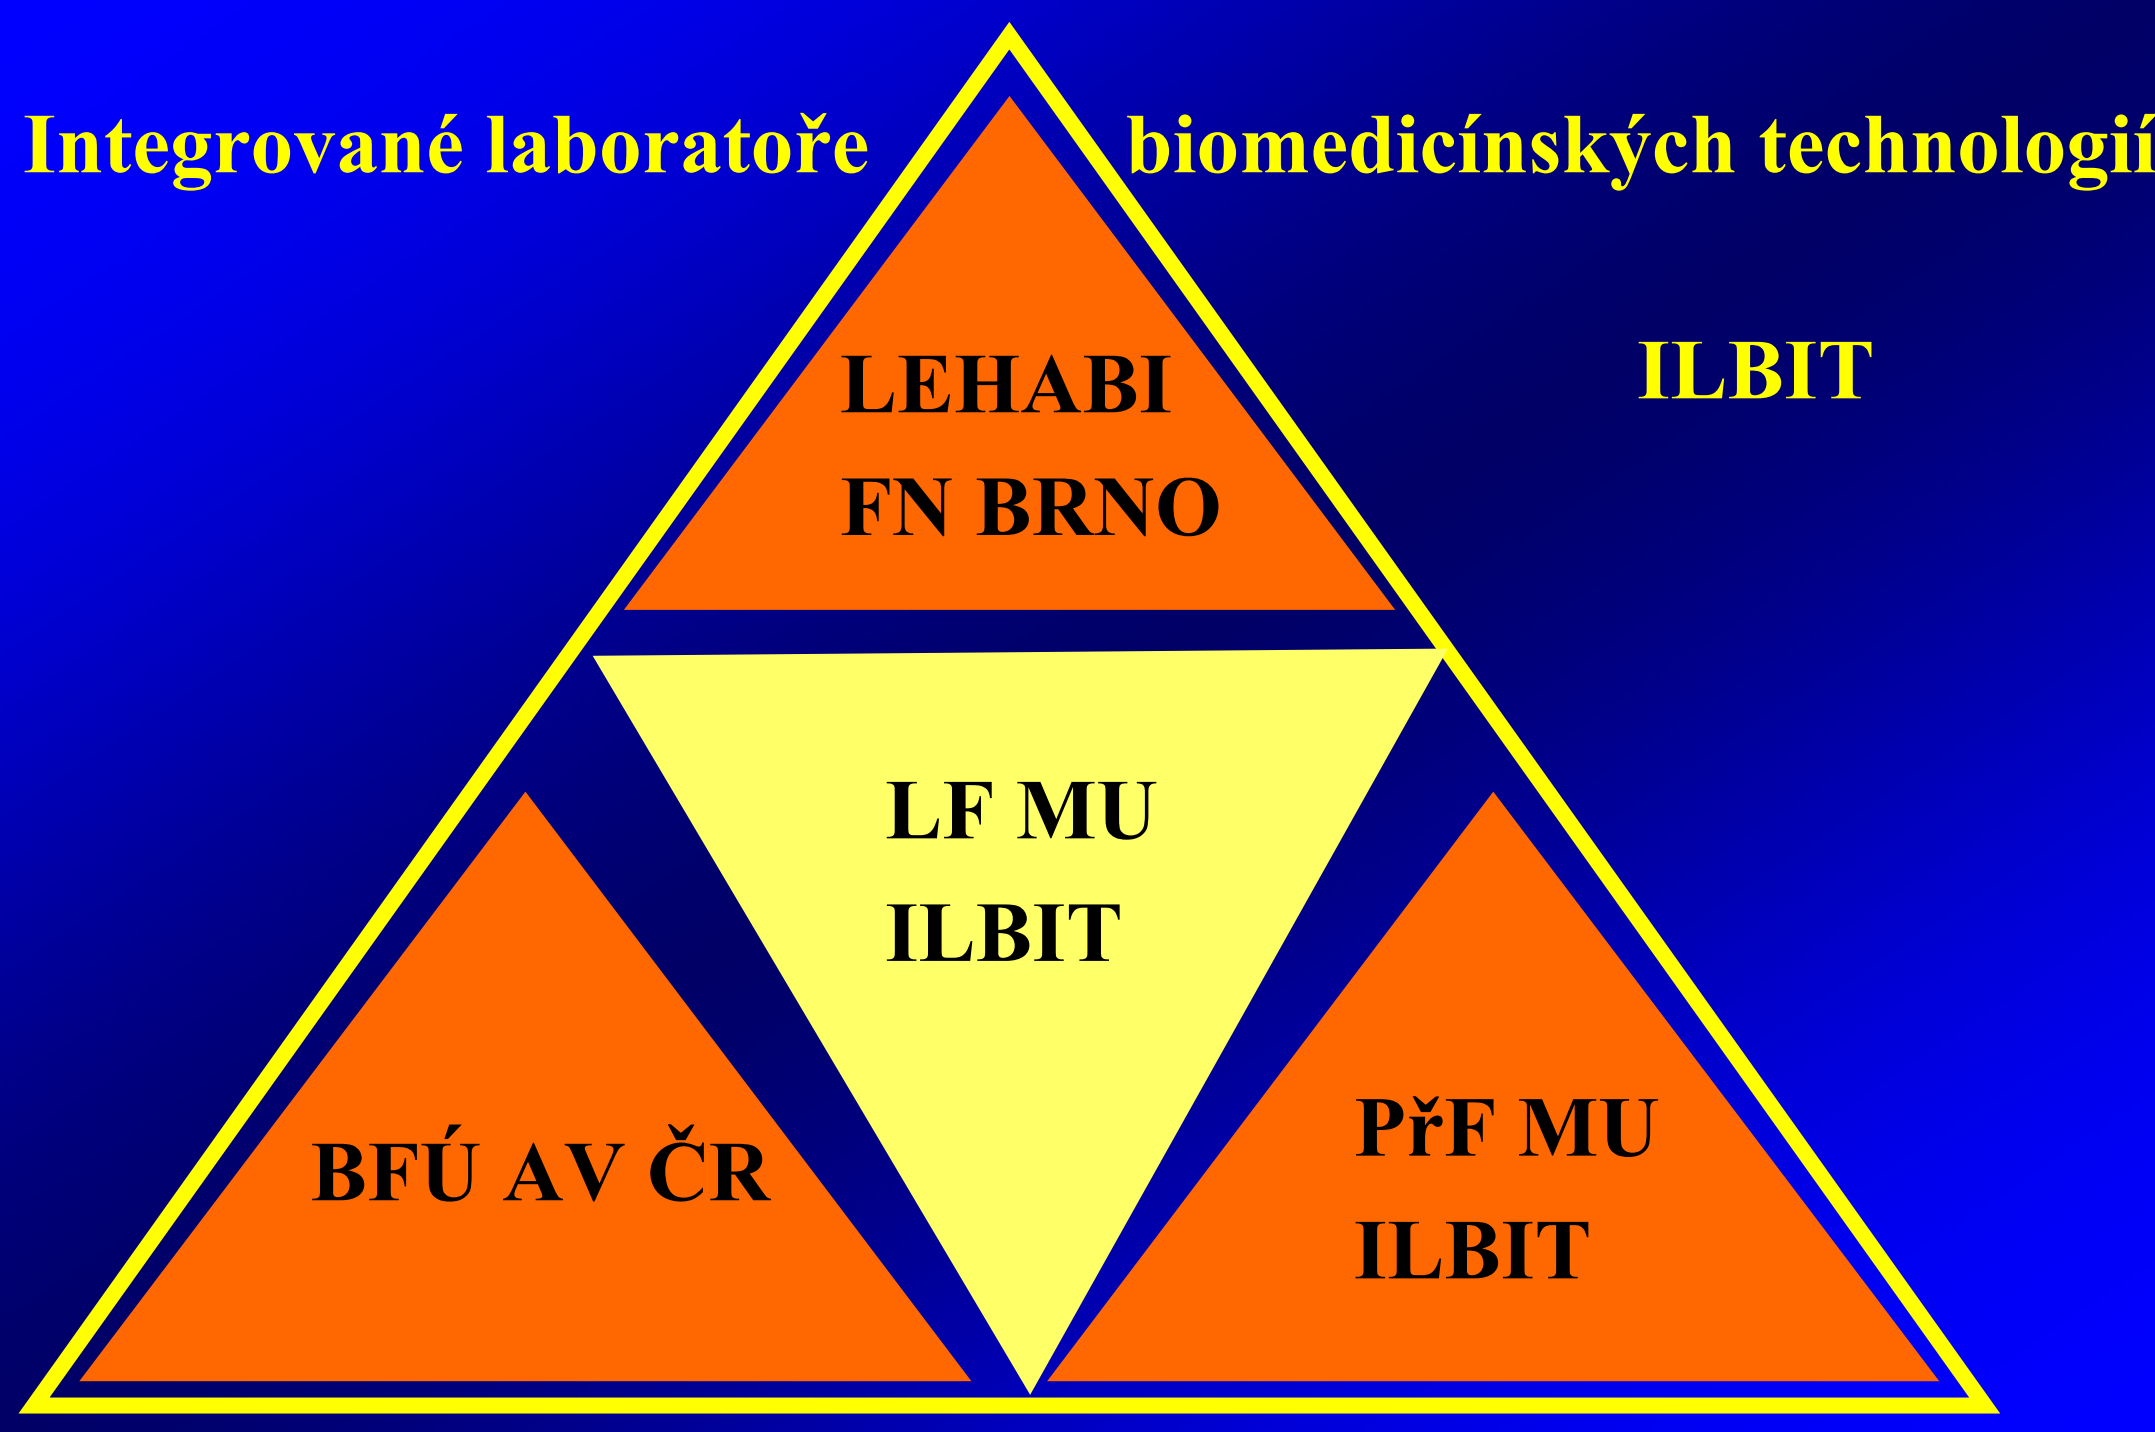 Integrované laboratoře biomedicínských technologií
ILBIT
LEHABI
FN BRNO
LF MU
ILBIT
BFÚ AV ČR
PřF MU
ILBIT